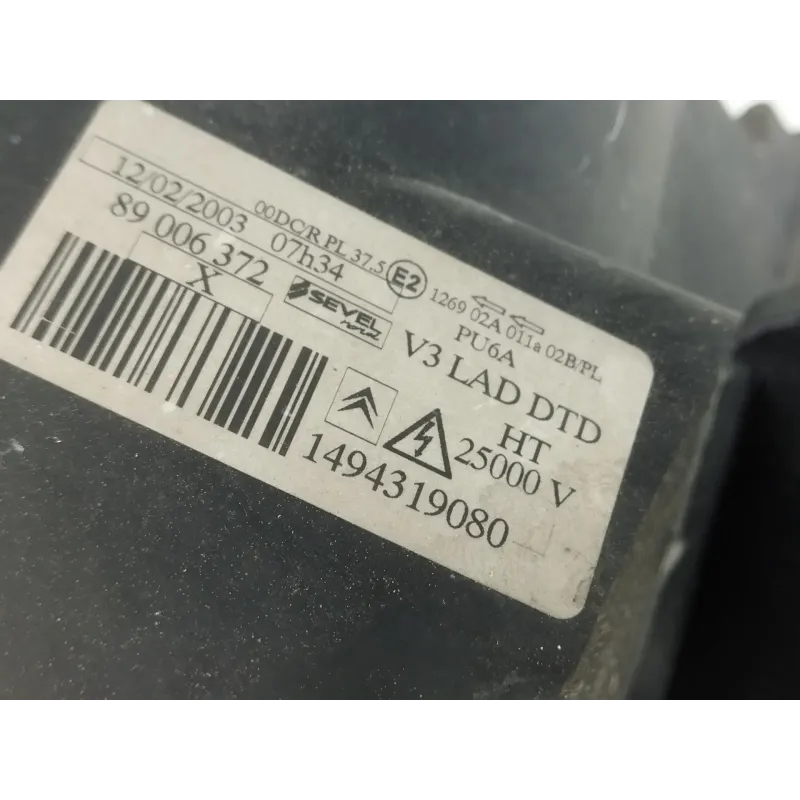 12/02/2003 07h34
00DC/R PL 37.5 E2 1269 02A 011a 02B/PL
89 006 372
X
SEVEL
PU6A
V3 LAD DTD
HT
25000 V
1494319080